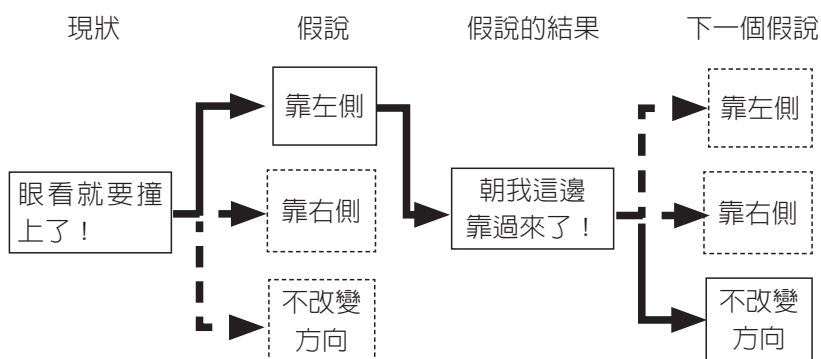 現狀
假說
假說的結果
下一個假說
眼看就要撞
上了！
靠左側
靠右側
不改變
方向
朝我這邊
靠過來了！
靠左側
靠右側
不改變
方向